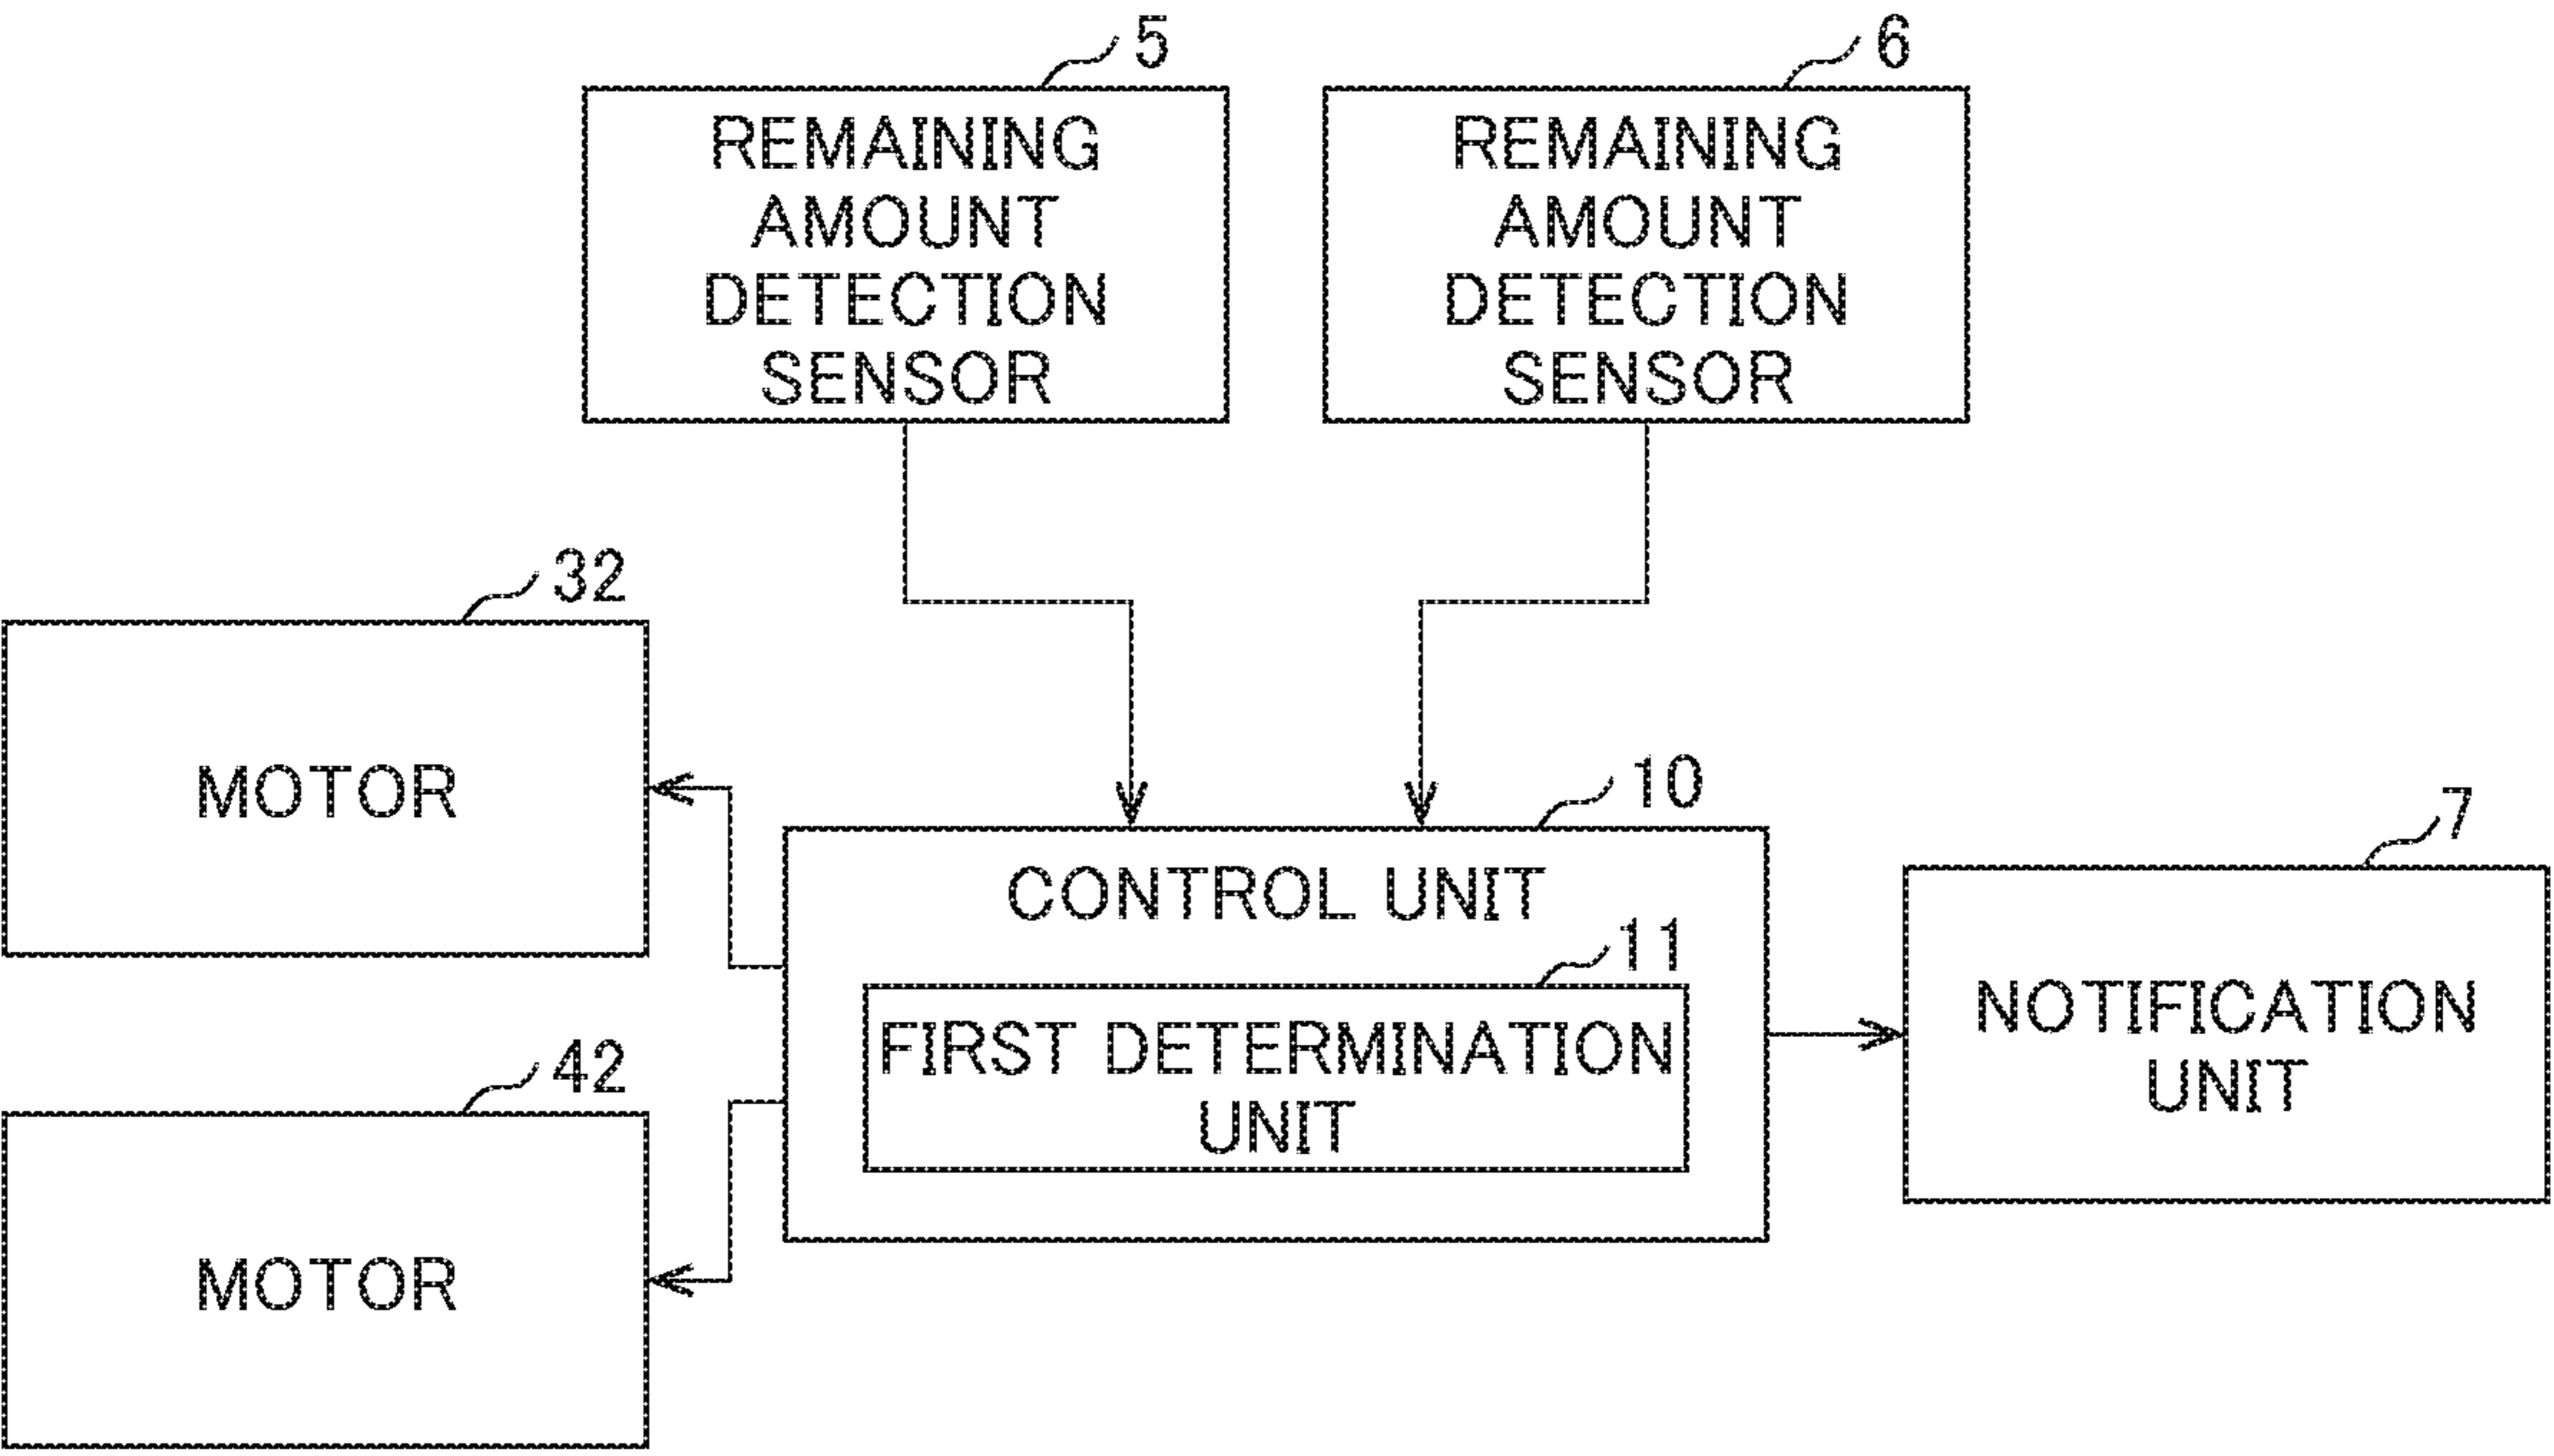 5
REMAINING
AMOUNT
DETECTION
SENSOR
6
REMAINING
AMOUNT
DETECTION
SENSOR
32
MOTOR
10
CONTROL UNIT
11
FIRST DETERMINATION
UNIT
7
NOTIFICATION
UNIT
42
MOTOR